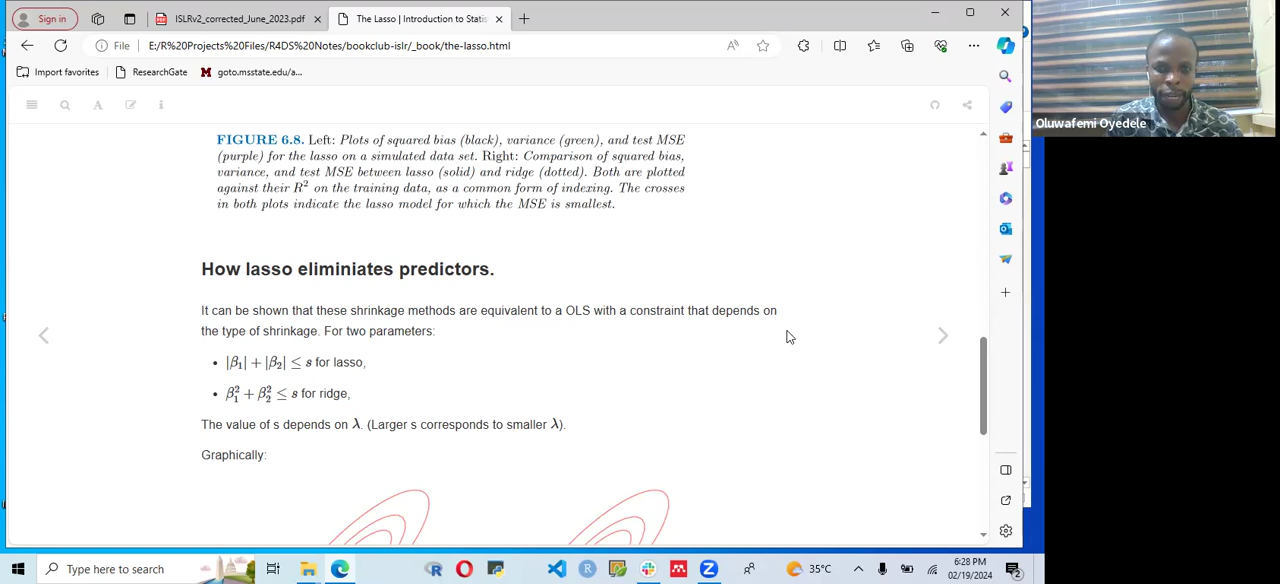 Sign in
ISLRv2_corrected_June_2023.pdf
The Lasso | Introduction to Statis
File
E:/R%20Projects%20Files/R4DS%20Notes/bookclub-islr/_book/the-lasso.html
Import favorites
ResearchGate
goto.msstate.edu/a...
Oluwafemi Oyedele
FIGURE 6.8. Left: Plots of squared bias (black), variance (green), and test MSE
(purple) for the lasso on a simulated data set. Right: Comparison of squared bias,
variance, and test MSE between lasso (solid) and ridge (dotted). Both are plotted
against their R² on the training data, as a common form of indexing. The crosses
in both plots indicate the lasso model for which the MSE is smallest.
How lasso eliminiates predictors.
It can be shown that these shrinkage methods are equivalent to a OLS with a constraint that depends on
the type of shrinkage. For two parameters:
• |β₁| + |β₂| ≤ s for lasso,
• β₁² + β₂² ≤ s for ridge,
The value of s depends on λ. (Larger s corresponds to smaller λ).
Graphically:
Type here to search
35°C
6:28 PM
02/19/2024